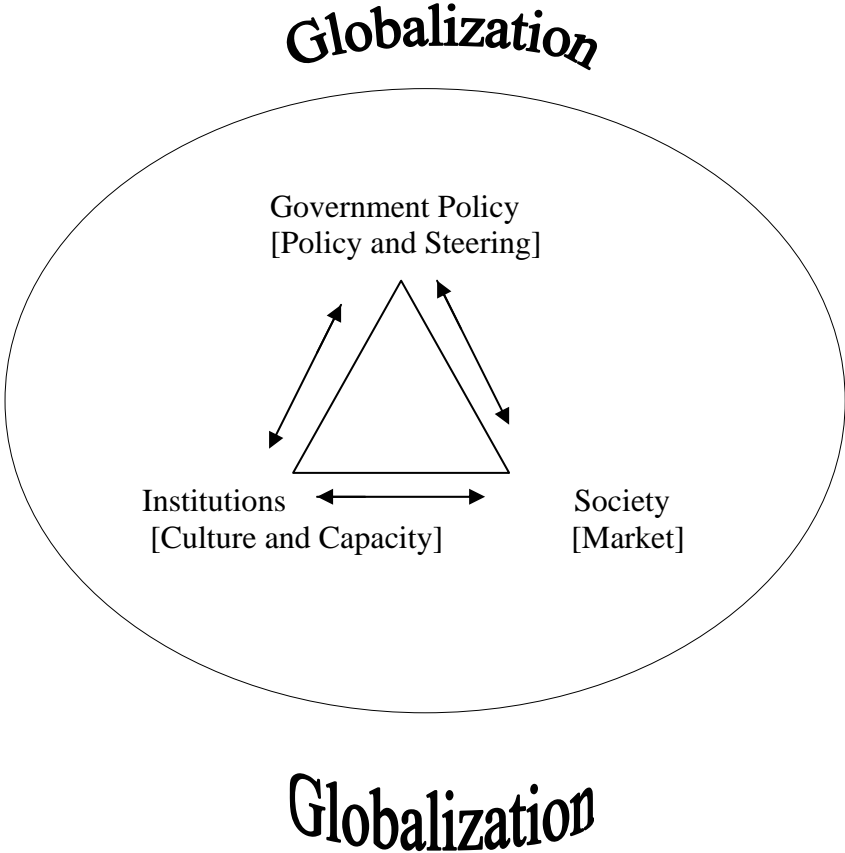 Globalization
Government Policy
[Policy and Steering]
Institutions
Society
[Culture and Capacity]
[Market]
Globalization